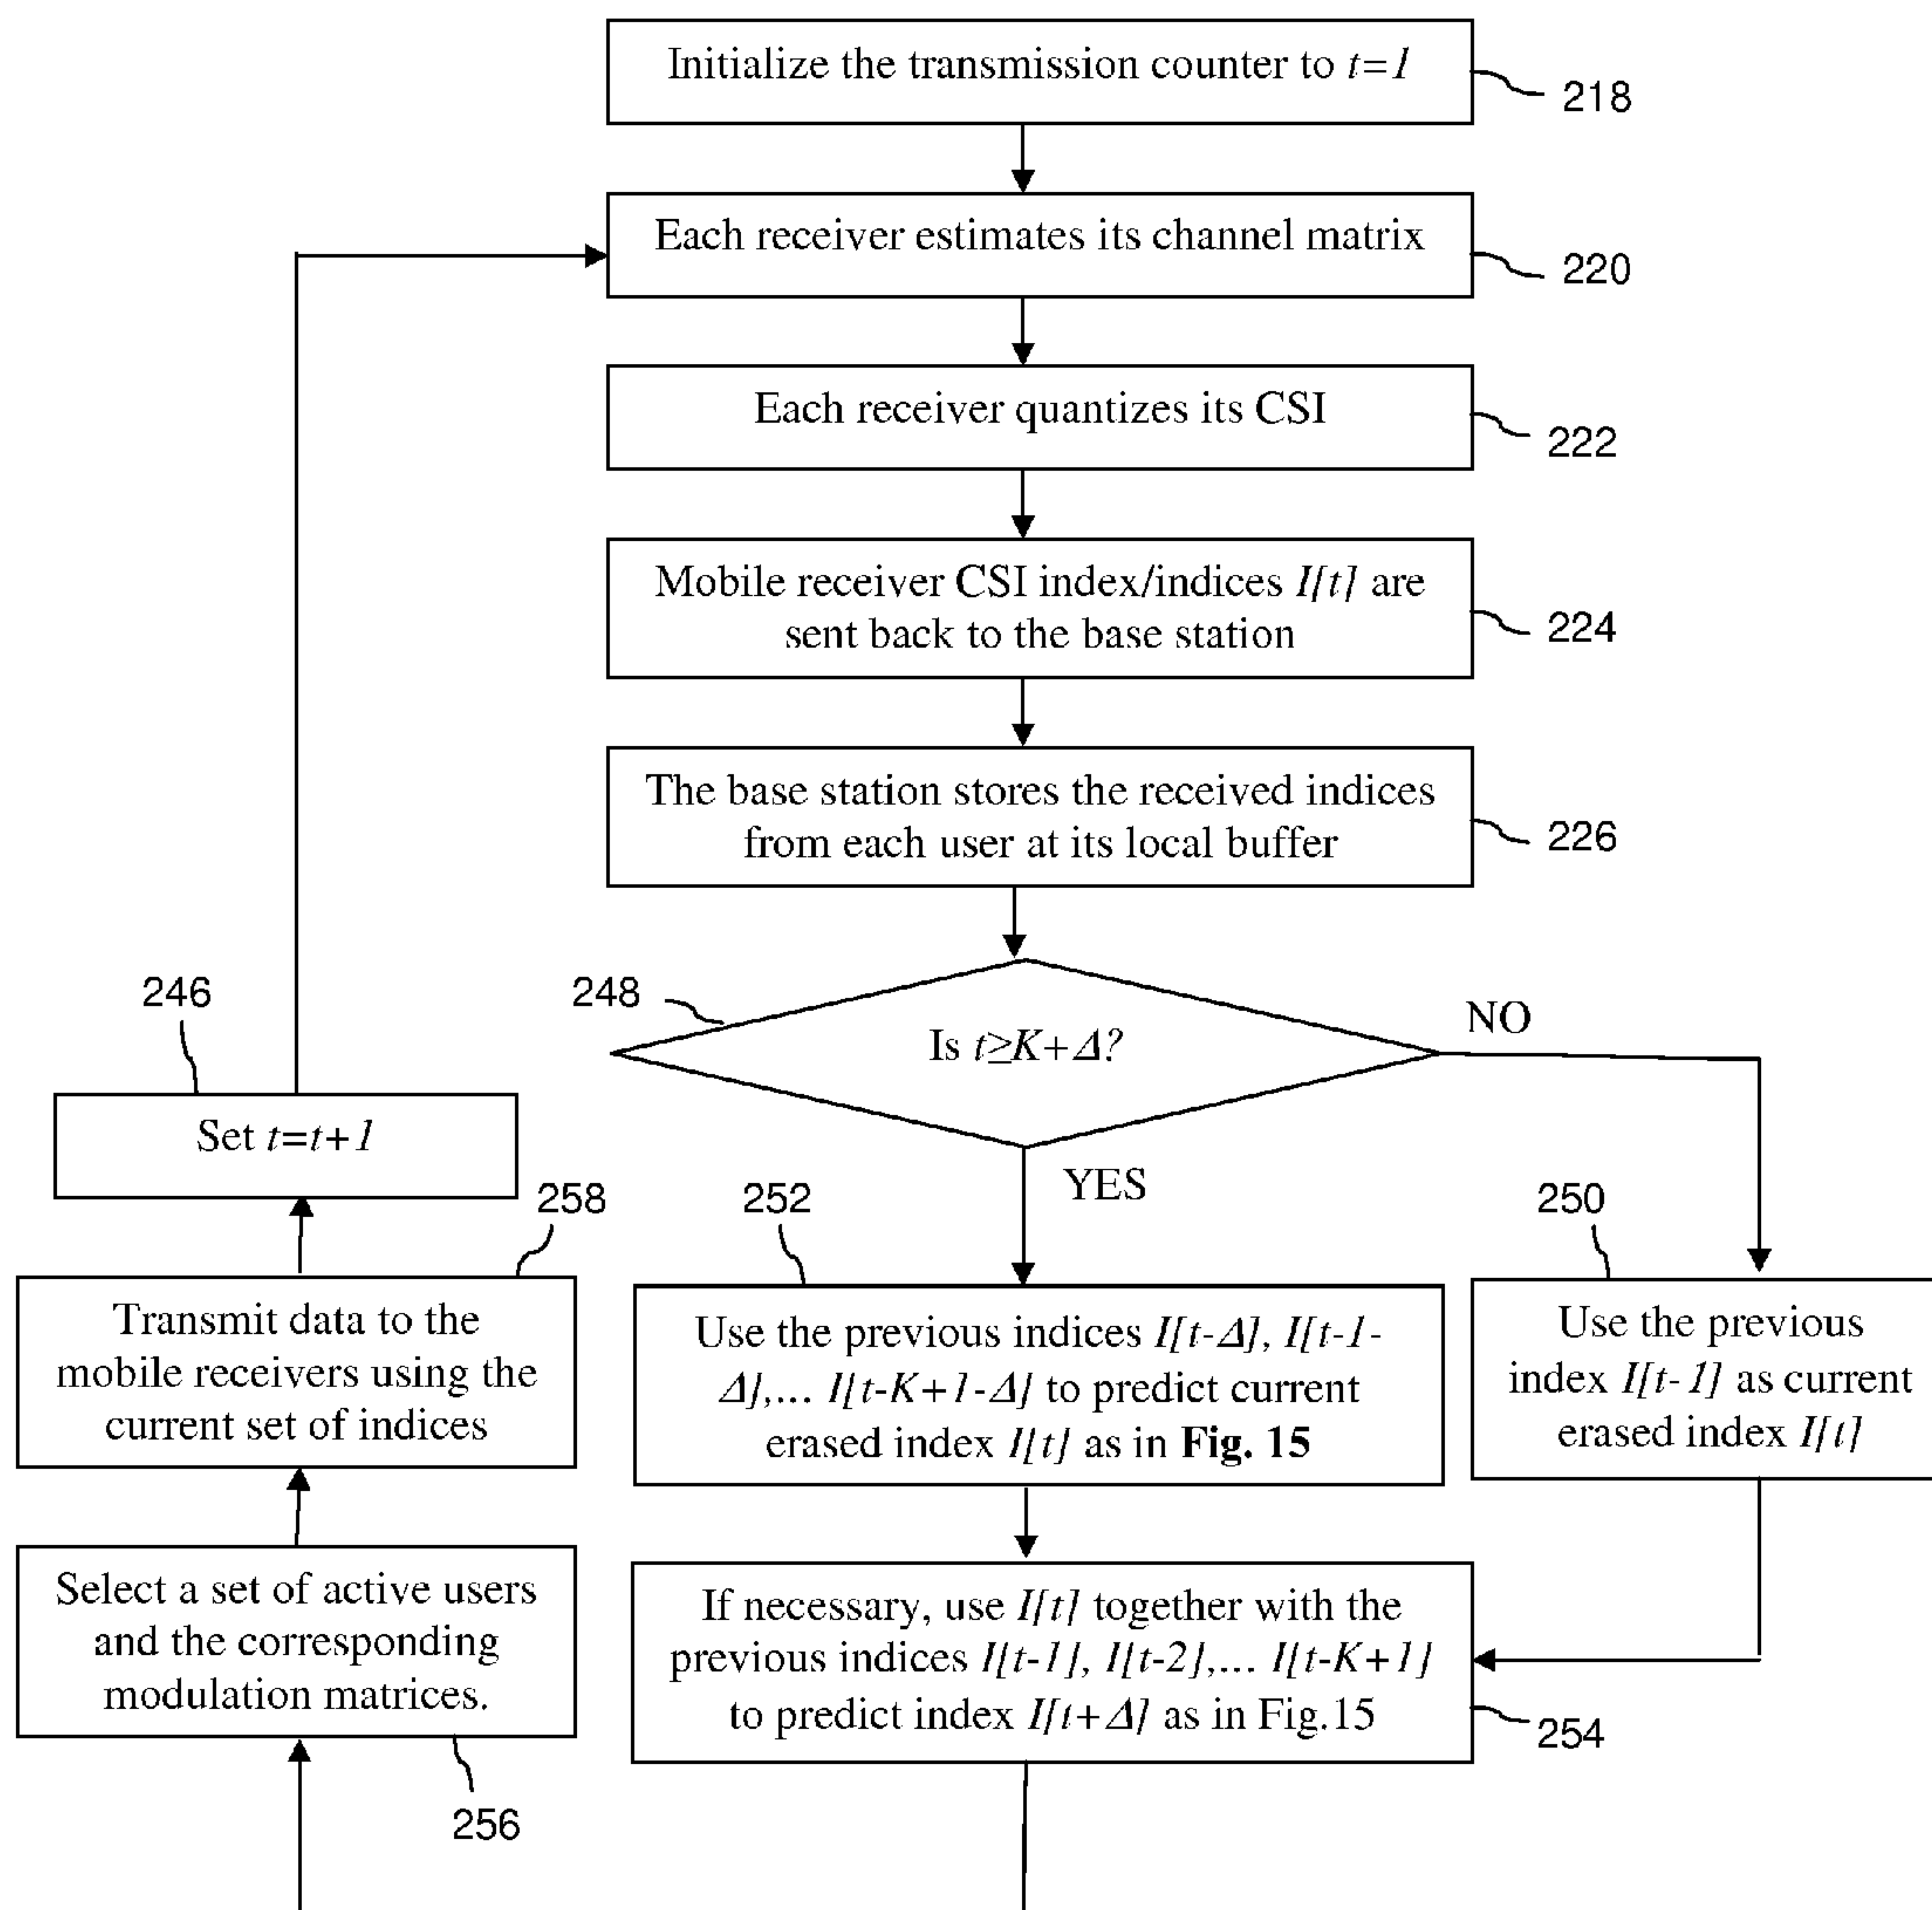 Initialize the transmission counter to t=1
218
Each receiver estimates its channel matrix
220
Each receiver quantizes its CSI
222
Mobile receiver CSI index/indices I[t] are
sent back to the base station
224
The base station stores the received indices
from each user at its local buffer
226
246
248
Is t≥K+Δ?
NO
Set t=t+1
YES
258
252
250
Transmit data to the
mobile receivers using the
current set of indices
Use the previous indices I[t-Δ], I[t-1-
Δ],... I[t-K+1-Δ] to predict current
erased index I[t] as in Fig. 15
Use the previous
index I[t-1] as current
erased index I[t]
Select a set of active users
and the corresponding
modulation matrices.
256
If necessary, use I[t] together with the
previous indices I[t-1], I[t-2],... I[t-K+1]
to predict index I[t+Δ] as in Fig.15
254